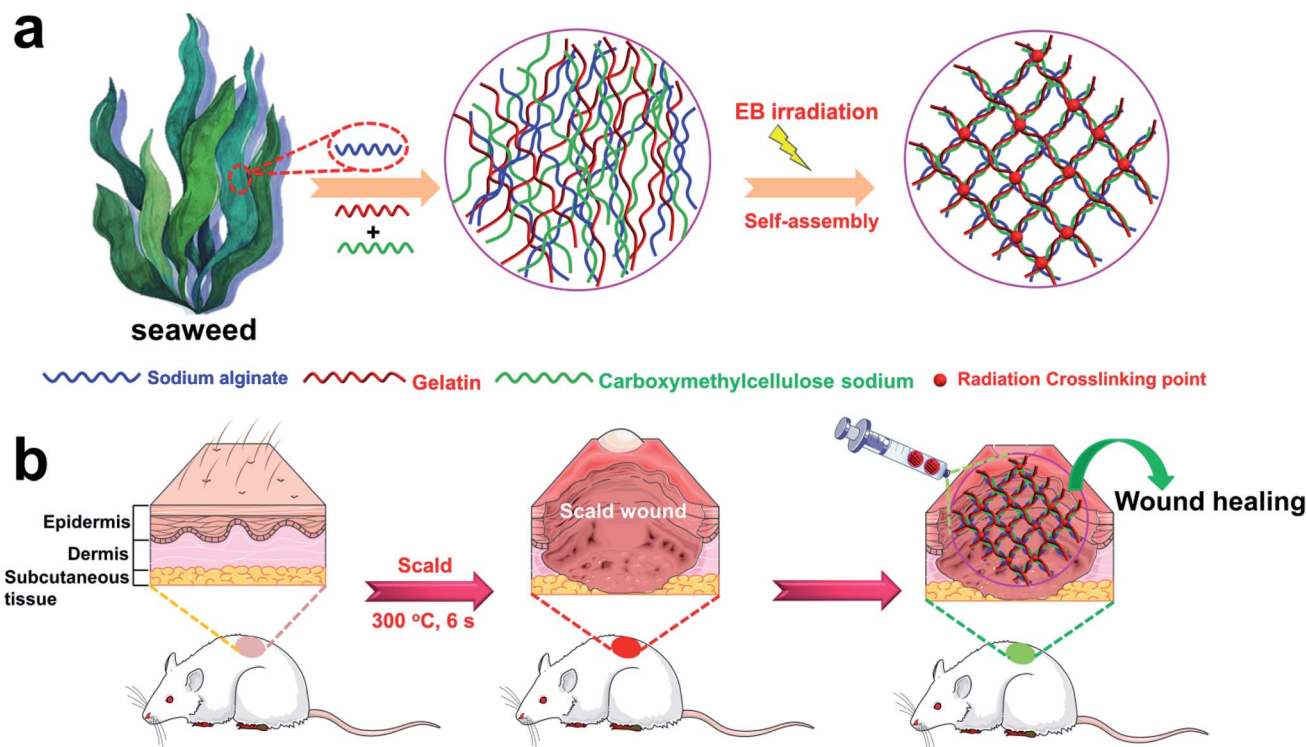 a
EB irradiation
Self-assembly
+
seaweed
Sodium alginate
Gelatin
Carboxymethylcellulose sodium
Radiation Crosslinking point
b
Epidermis
Dermis
Subcutaneous
tissue
Scald
300 °C, 6 s
Scald wound
Wound healing